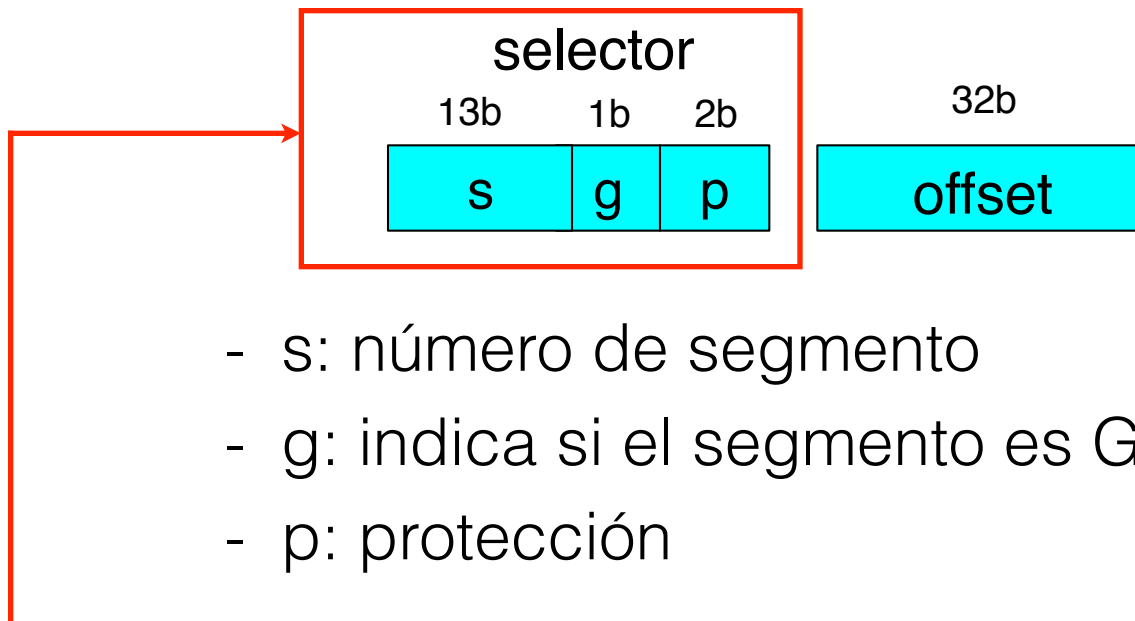 selector
13b 1b 2b 32b
s g p offset
- s: número de segmento
- g: indica si el segmento es G
- p: protección